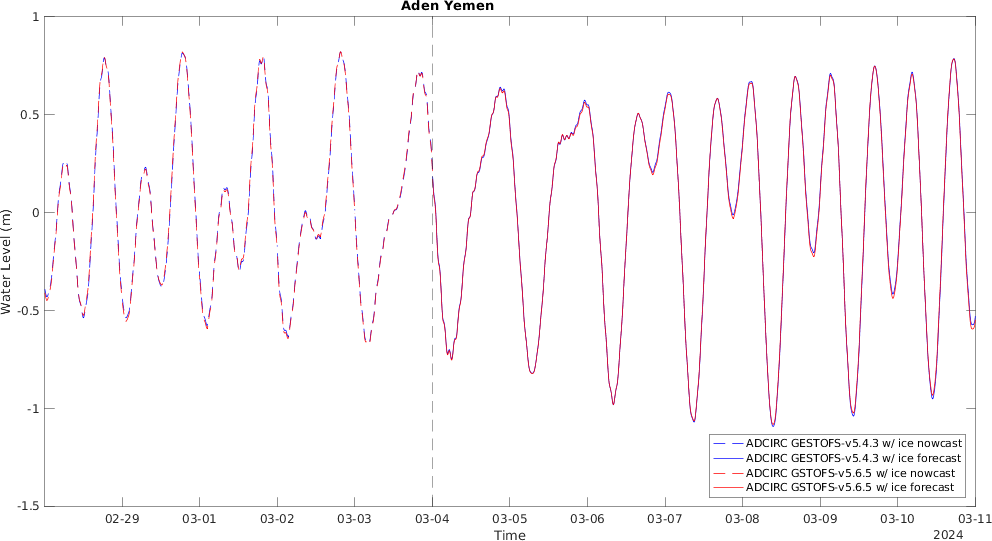 Aden Yemen
1
0.5
0
-0.5
-1
-1.5
Water Level (m)
02-29 03-01 03-02 03-03 03-04 03-05 03-06 03-07 03-08 03-09 03-10 03-11
Time
2024
ADCIRC GESTOFS-v5.4.3 w/ ice nowcast
ADCIRC GESTOFS-v5.4.3 w/ ice forecast
ADCIRC GSTOFS-v5.6.5 w/ ice nowcast
ADCIRC GSTOFS-v5.6.5 w/ ice forecast